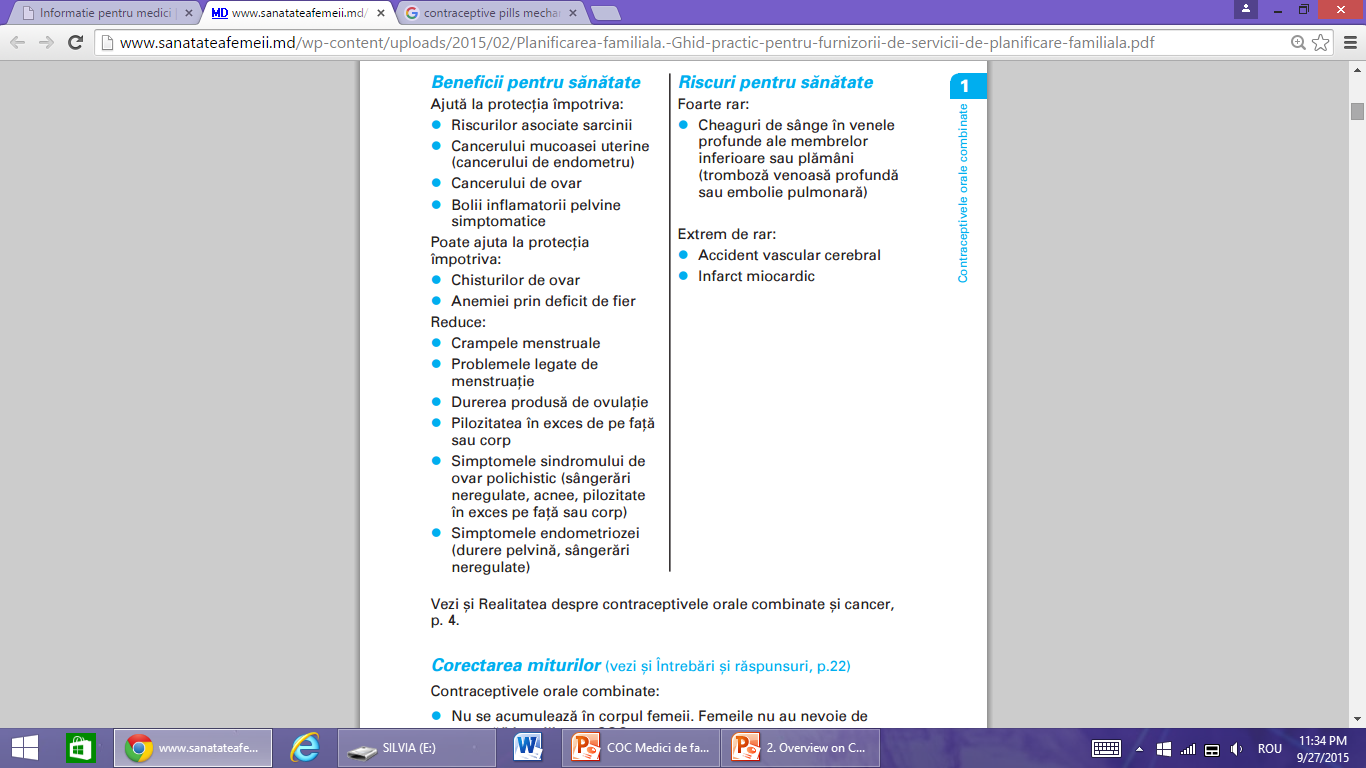 Informatie pentru medici
MD www.sanatateafemeii.md/
contraceptive pills mechan
www.sanatateafemeii.md/wp-content/uploads/2015/02/Planificarea-familiala.-Ghid-practic-pentru-furnizorii-de-servicii-de-planificare-familiala.pdf
Beneficii pentru sănătate
Ajută la protecția împotriva:
Riscurilor asociate sarcinii
Cancerului mucoasei uterine
(cancerului de endometru)
Cancerului de ovar
Bolii inflamatorii pelvine
simptomatice
Poate ajuta la protecția
împotriva:
Chisturilor de ovar
Anemiei prin deficit de fier
Reduce:
Crampele menstruale
Problemele legate de
menstruație
Durerea produsă de ovulație
Pilozitatea în exces de pe față
sau corp
Simptomele sindromului de
ovar polichistic (sângerări
neregulate, acnee, pilozitate
în exces pe față sau corp)
Simptomele endometriozei
(durere pelvină, sângerări
neregulate)
Riscuri pentru sănătate
Foarte rar:
Cheaguri de sânge în venele
profunde ale membrelor
inferioare sau plămâni
(tromboză venoasă profundă
sau embolie pulmonară)
Extrem de rar:
Accident vascular cerebral
Infarct miocardic
1
Contraceptivele orale combinate
Vezi și Realitatea despre contraceptivele orale combinate și cancer,
p. 4.
Corectarea miturilor (vezi și Întrebări și răspunsuri, p.22)
Contraceptivele orale combinate:
Nu se acumulează în corpul femeii. Femeile nu au nevoie de
www.sanatateafe...
SILVIA (E:)
COC Medici de fa...
2. Overview on C...
ROU
11:34 PM
9/27/2015